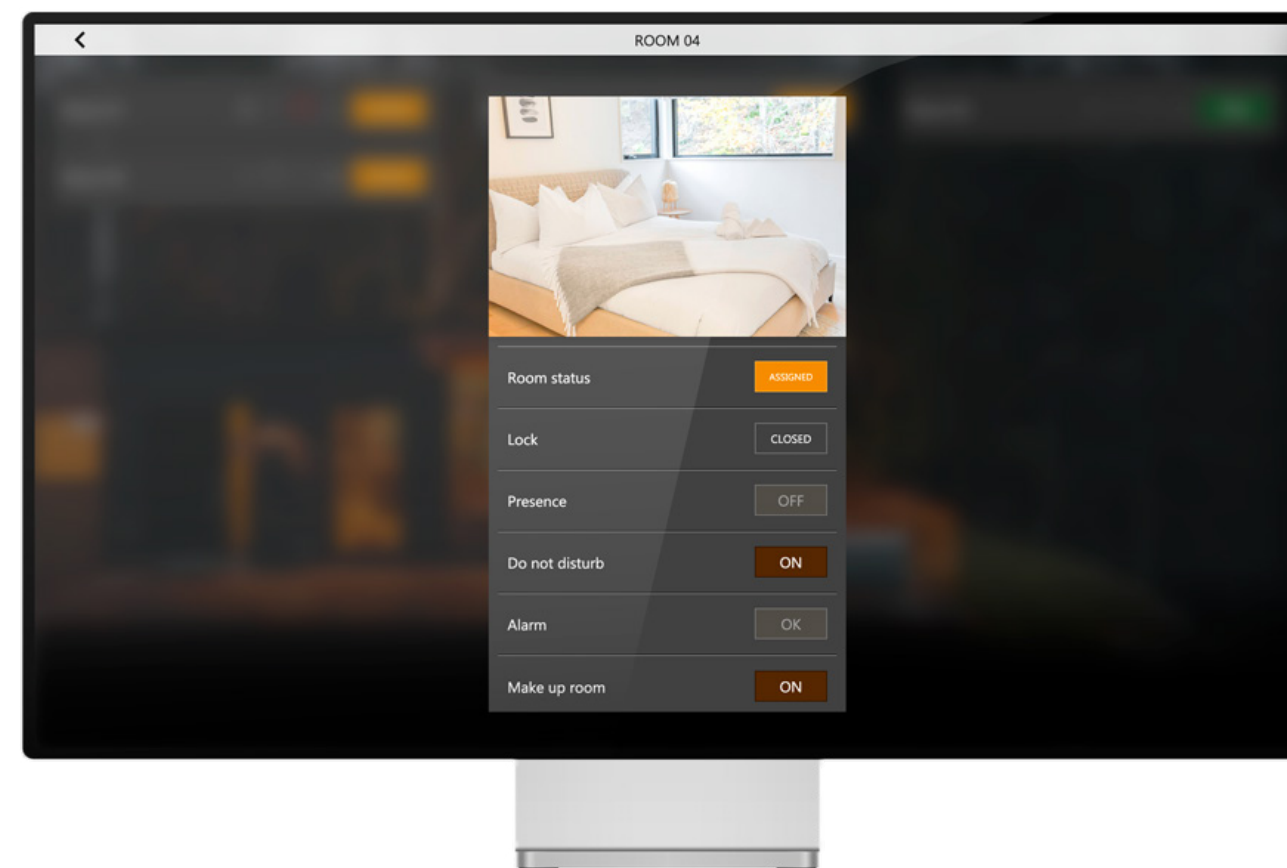 ROOM 04
Room status ASSIGNED
Lock CLOSED
Presence OFF
Do not disturb ON
Alarm OK
Make up room ON